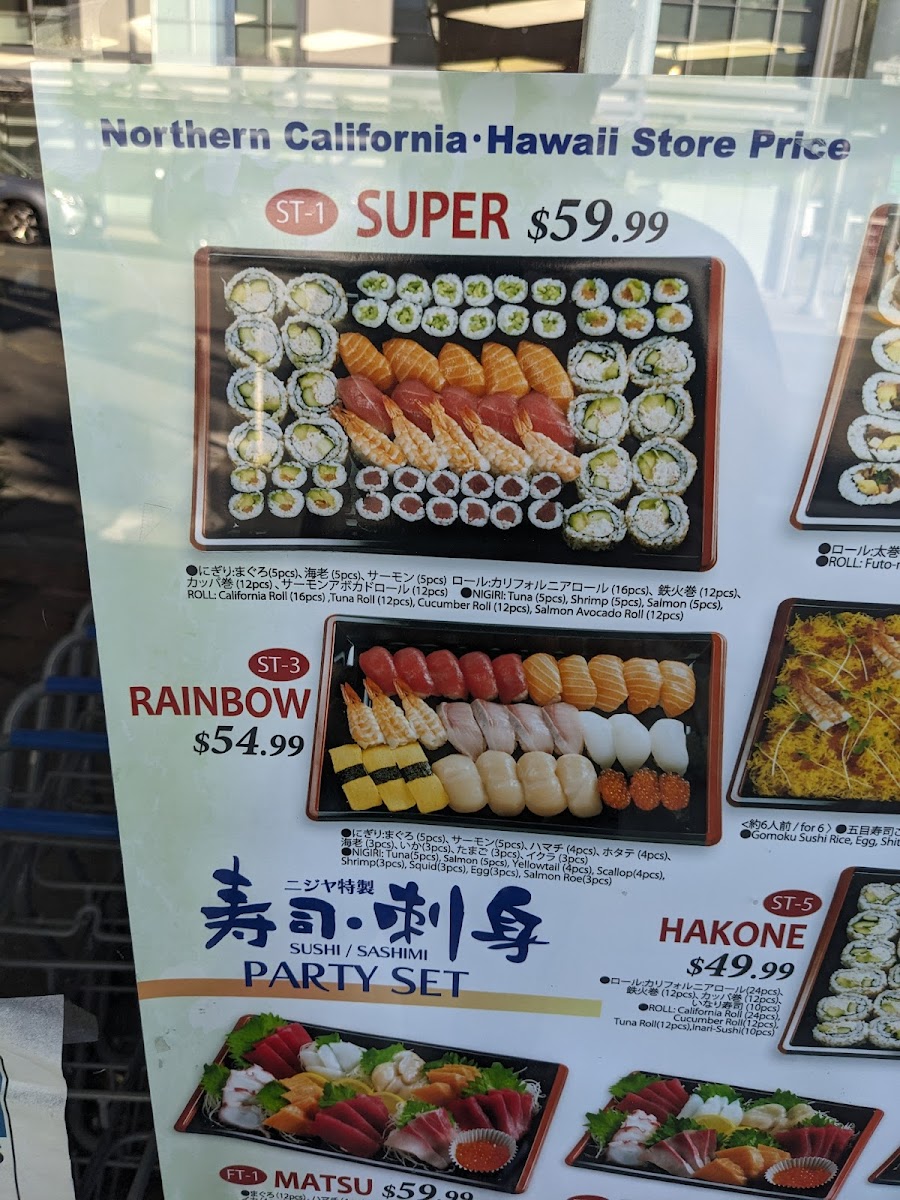 Northern California·Hawaii Store Price
ST-1 SUPER $59.99
●にぎり:まぐろ(5pcs)、海老 (5pcs)、サーモン(5pcs) ロール:カリフォルニアロール (16pcs)、鉄火巻 (12pcs)、
カッパ巻 (12pcs)、サーモンアボカドロール (12pcs) ●NIGIRI: Tuna (5pcs), Shrimp (5pcs), Salmon (5pcs),
ROLL: California Roll (16pcs) ,Tuna Roll (12pcs), Cucumber Roll (12pcs), Salmon Avocado Roll (12pcs)
●ロール:太巻
●ROLL: Futo-
ST-3
RAINBOW
$54.99
●にぎり:まぐろ (5pcs)、サーモン(5pcs)、ハマチ (4pcs)、ホタテ (4pcs)、
海老 (3pcs)、いか(3pcs)、たまご (3pcs)、イクラ (3pcs)
●NIGIRI: Tuna(5pcs), Salmon (5pcs), Yellowtail (4pcs), Scallop(4pcs),
Shrimp(3pcs), Squid(3pcs), Egg(3pcs), Salmon Roe(3pcs)
<約6人前 / for 6 > ●五目寿司
●Gomoku Sushi Rice, Egg, Shi
ニジヤ特製
寿司・刺身
SUSHI / SASHIMI
PARTY SET
ST-5
HAKONE
$49.99
●ロール:カリフォルニアロール(24pcs)、
鉄火巻 (12pcs)、カッパ巻 (12pcs)、
いなり寿司 (10pcs)
●ROLL: California Roll (24pcs),
Cucumber Roll(12pcs),
Tuna Roll(12pcs),Inari-Sushi(10pcs)
FT-1 MATSU $59.99
●まぐろ (12pcs)、ハマチ